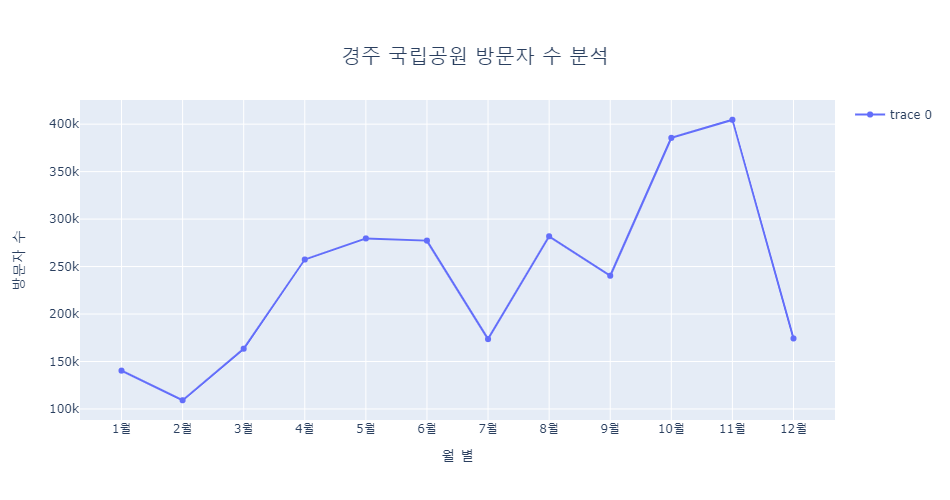 경주 국립공원 방문자 수 분석
trace 0
방문자 수
400k
350k
300k
250k
200k
150k
100k
1월 2월 3월 4월 5월 6월 7월 8월 9월 10월 11월 12월
월 별